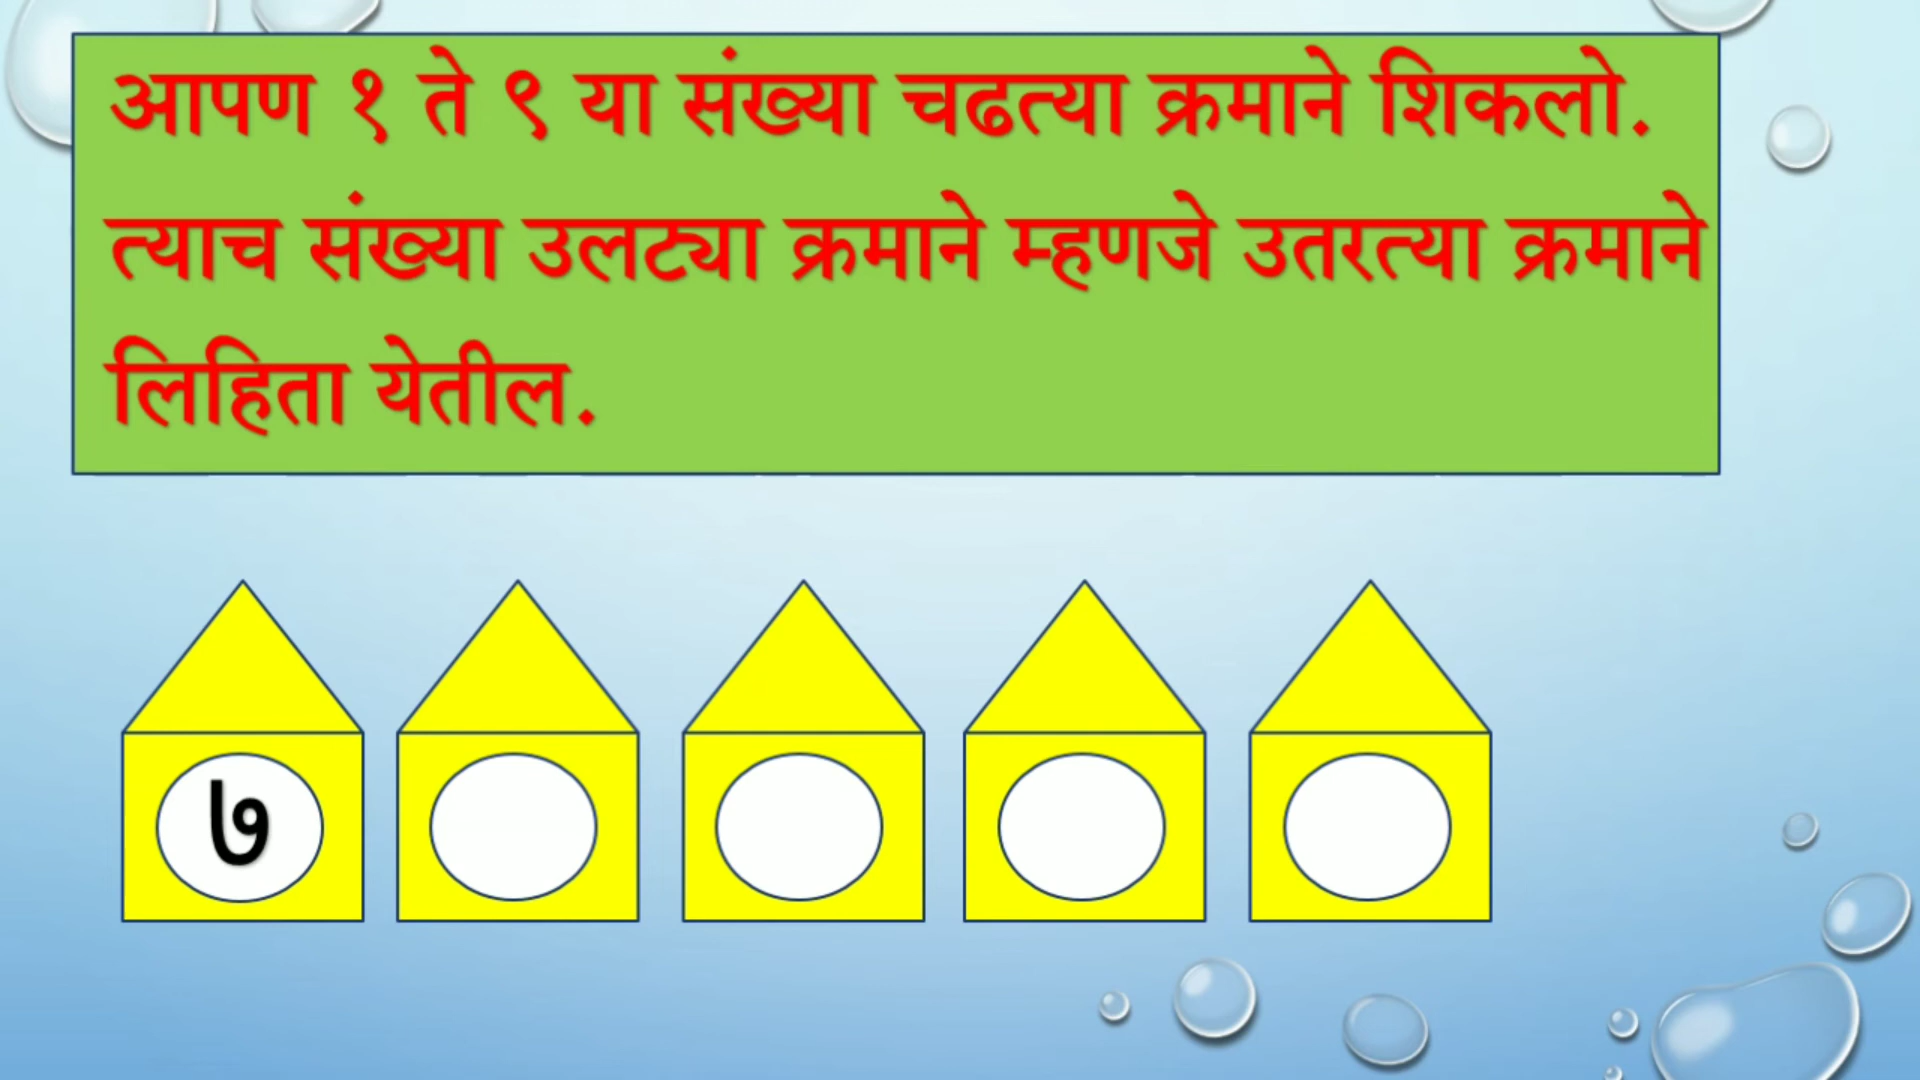 आपण १ ते ९ या संख्या चढत्या क्रमाने शिकलो.
त्याच संख्या उलट्या क्रमाने म्हणजे उतरत्या क्रमाने
लिहिता येतील.
७